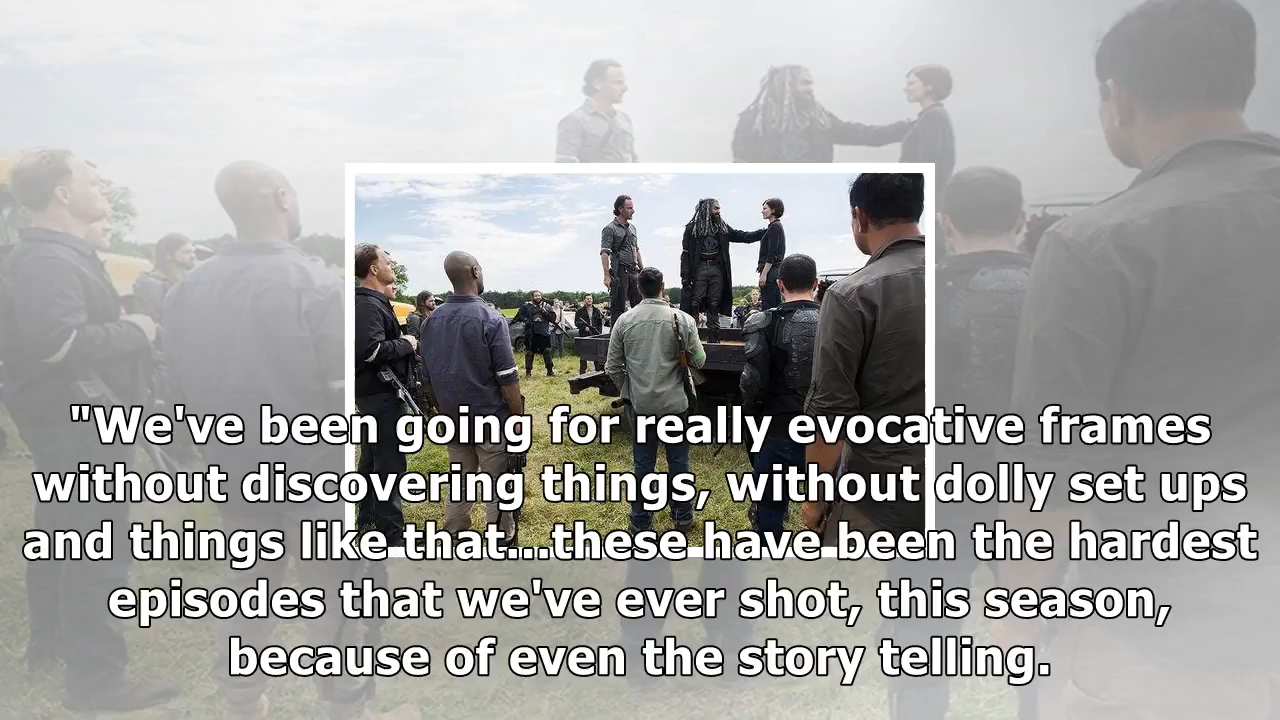 "We've been going for really evocative frames
without discovering things, without dolly set ups
and things like that...these have been the hardest
episodes that we've ever shot, this season,
because of even the story telling.